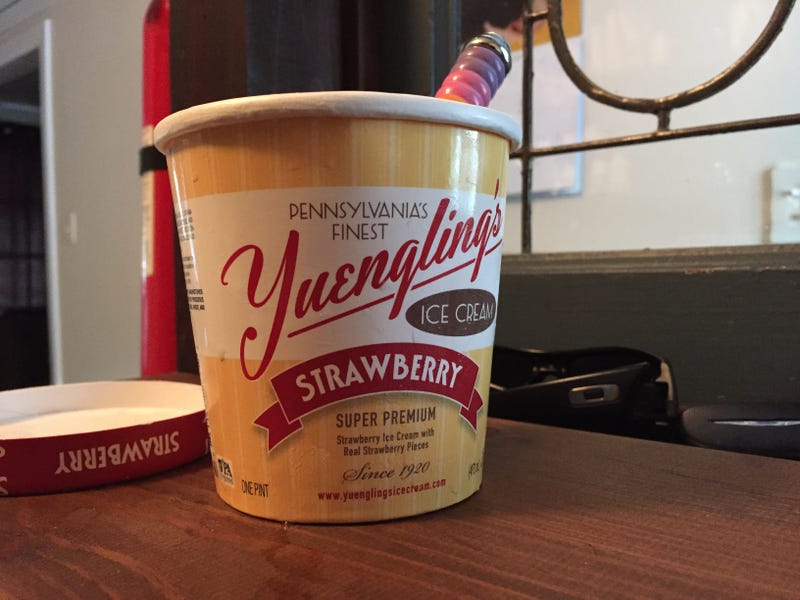 PENNSYLVANIA'S
FINEST
Yuengling's
ICE CREAM
STRAWBERRY
SUPER PREMIUM
Strawberry Ice Cream with
Real Strawberry Pieces
Since 1920
www.yuenglingsicecream.com
ONE PINT
PA
STRAWBERRY